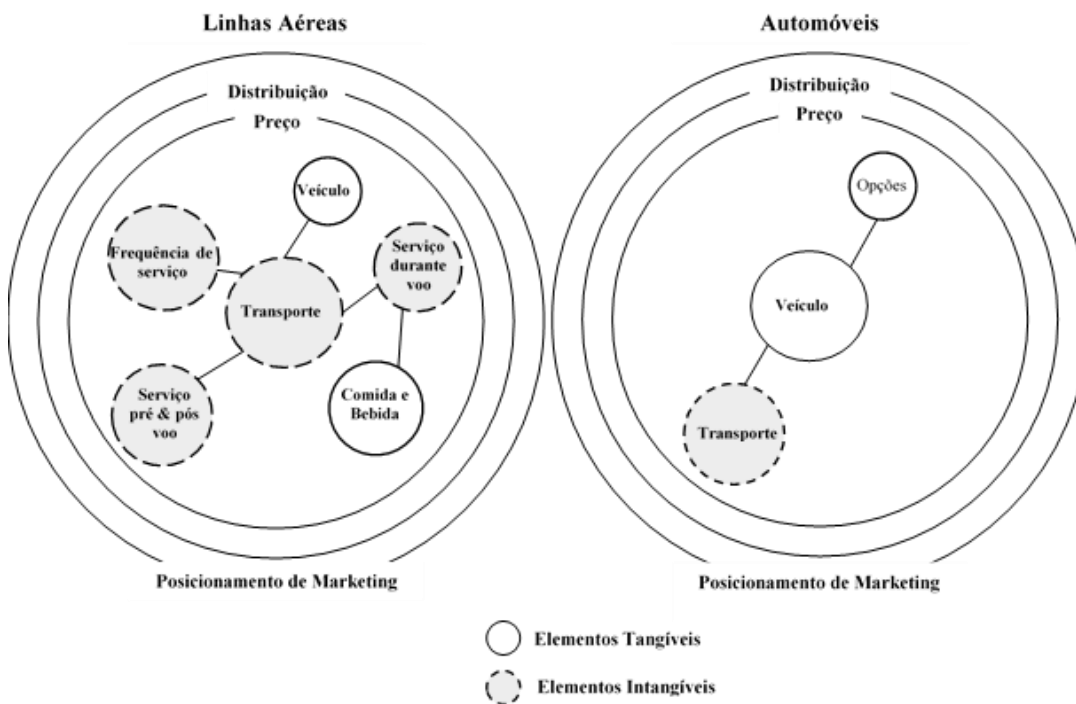 Linhas Aéreas
Distribuição
Preço
Veículo
Frequência de
serviço
Serviço
durante
voo
Transporte
Serviço
pré & pós
voo
Comida e
Bebida
Posicionamento de Marketing
Automóveis
Distribuição
Preço
Opções
Veículo
Transporte
Posicionamento de Marketing
Elementos Tangíveis
Elementos Intangíveis